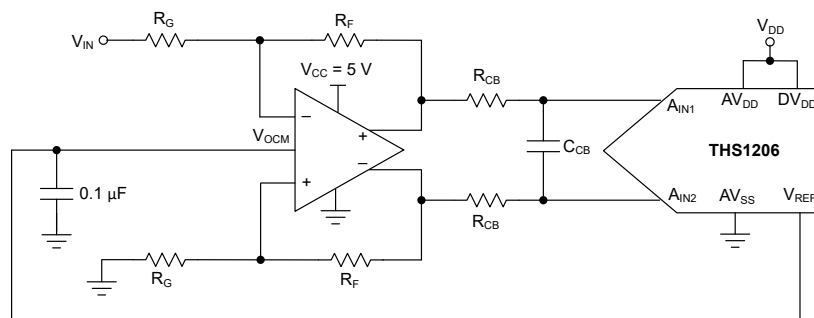 R_G
R_F
V_IN
V_CC = 5 V
V_DD
R_CB
A_IN1
AV_DD
DV_DD
−
V_OCM
+
−
C_CB
THS1206
0.1 µF
+
A_IN2
AV_SS
V_REF
R_CB
R_G
R_F